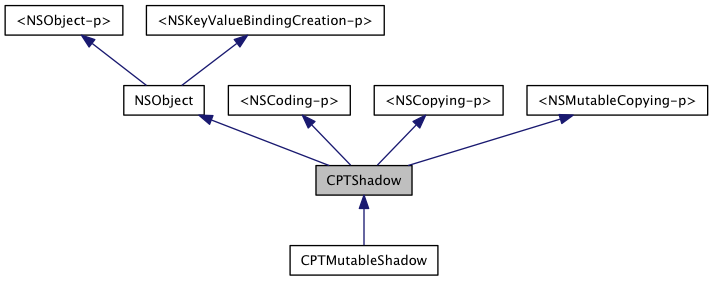 <NSObject-p>
<NSKeyValueBindingCreation-p>
NSObject
<NSCoding-p>
<NSCopying-p>
<NSMutableCopying-p>
CPTShadow
CPTMutableShadow